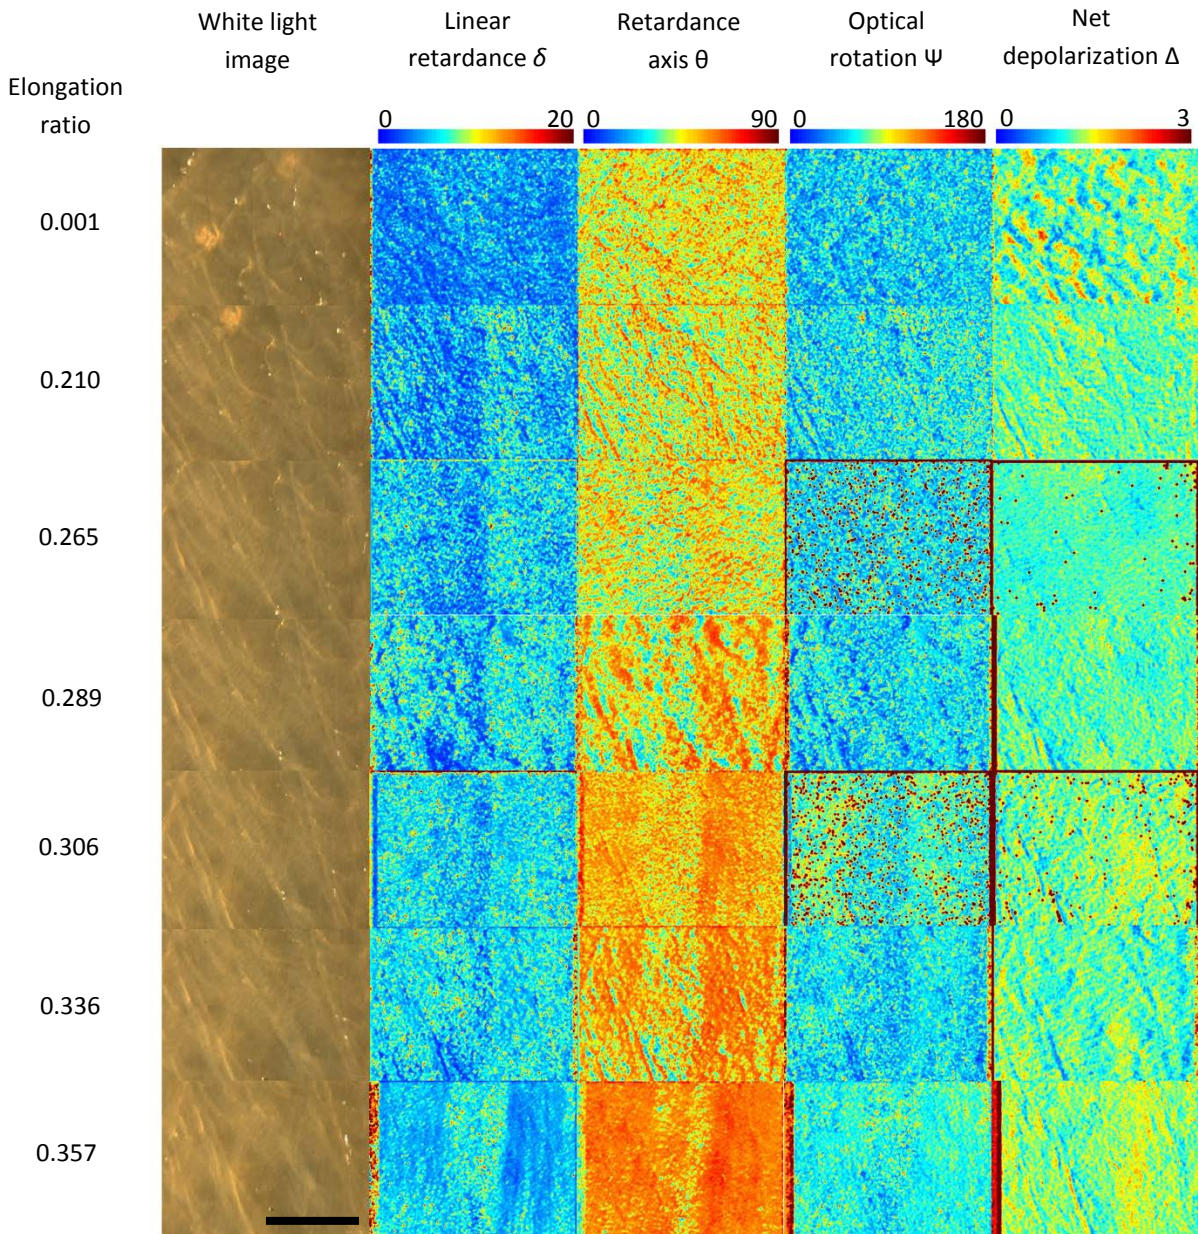 White light
image
Linear
retardance δ
Retardance
axis θ
Optical
rotation Ψ
Net
depolarization Δ
Elongation
ratio
0 20
0 90
0 180
0 3
0.001
0.210
0.265
0.289
0.306
0.336
0.357